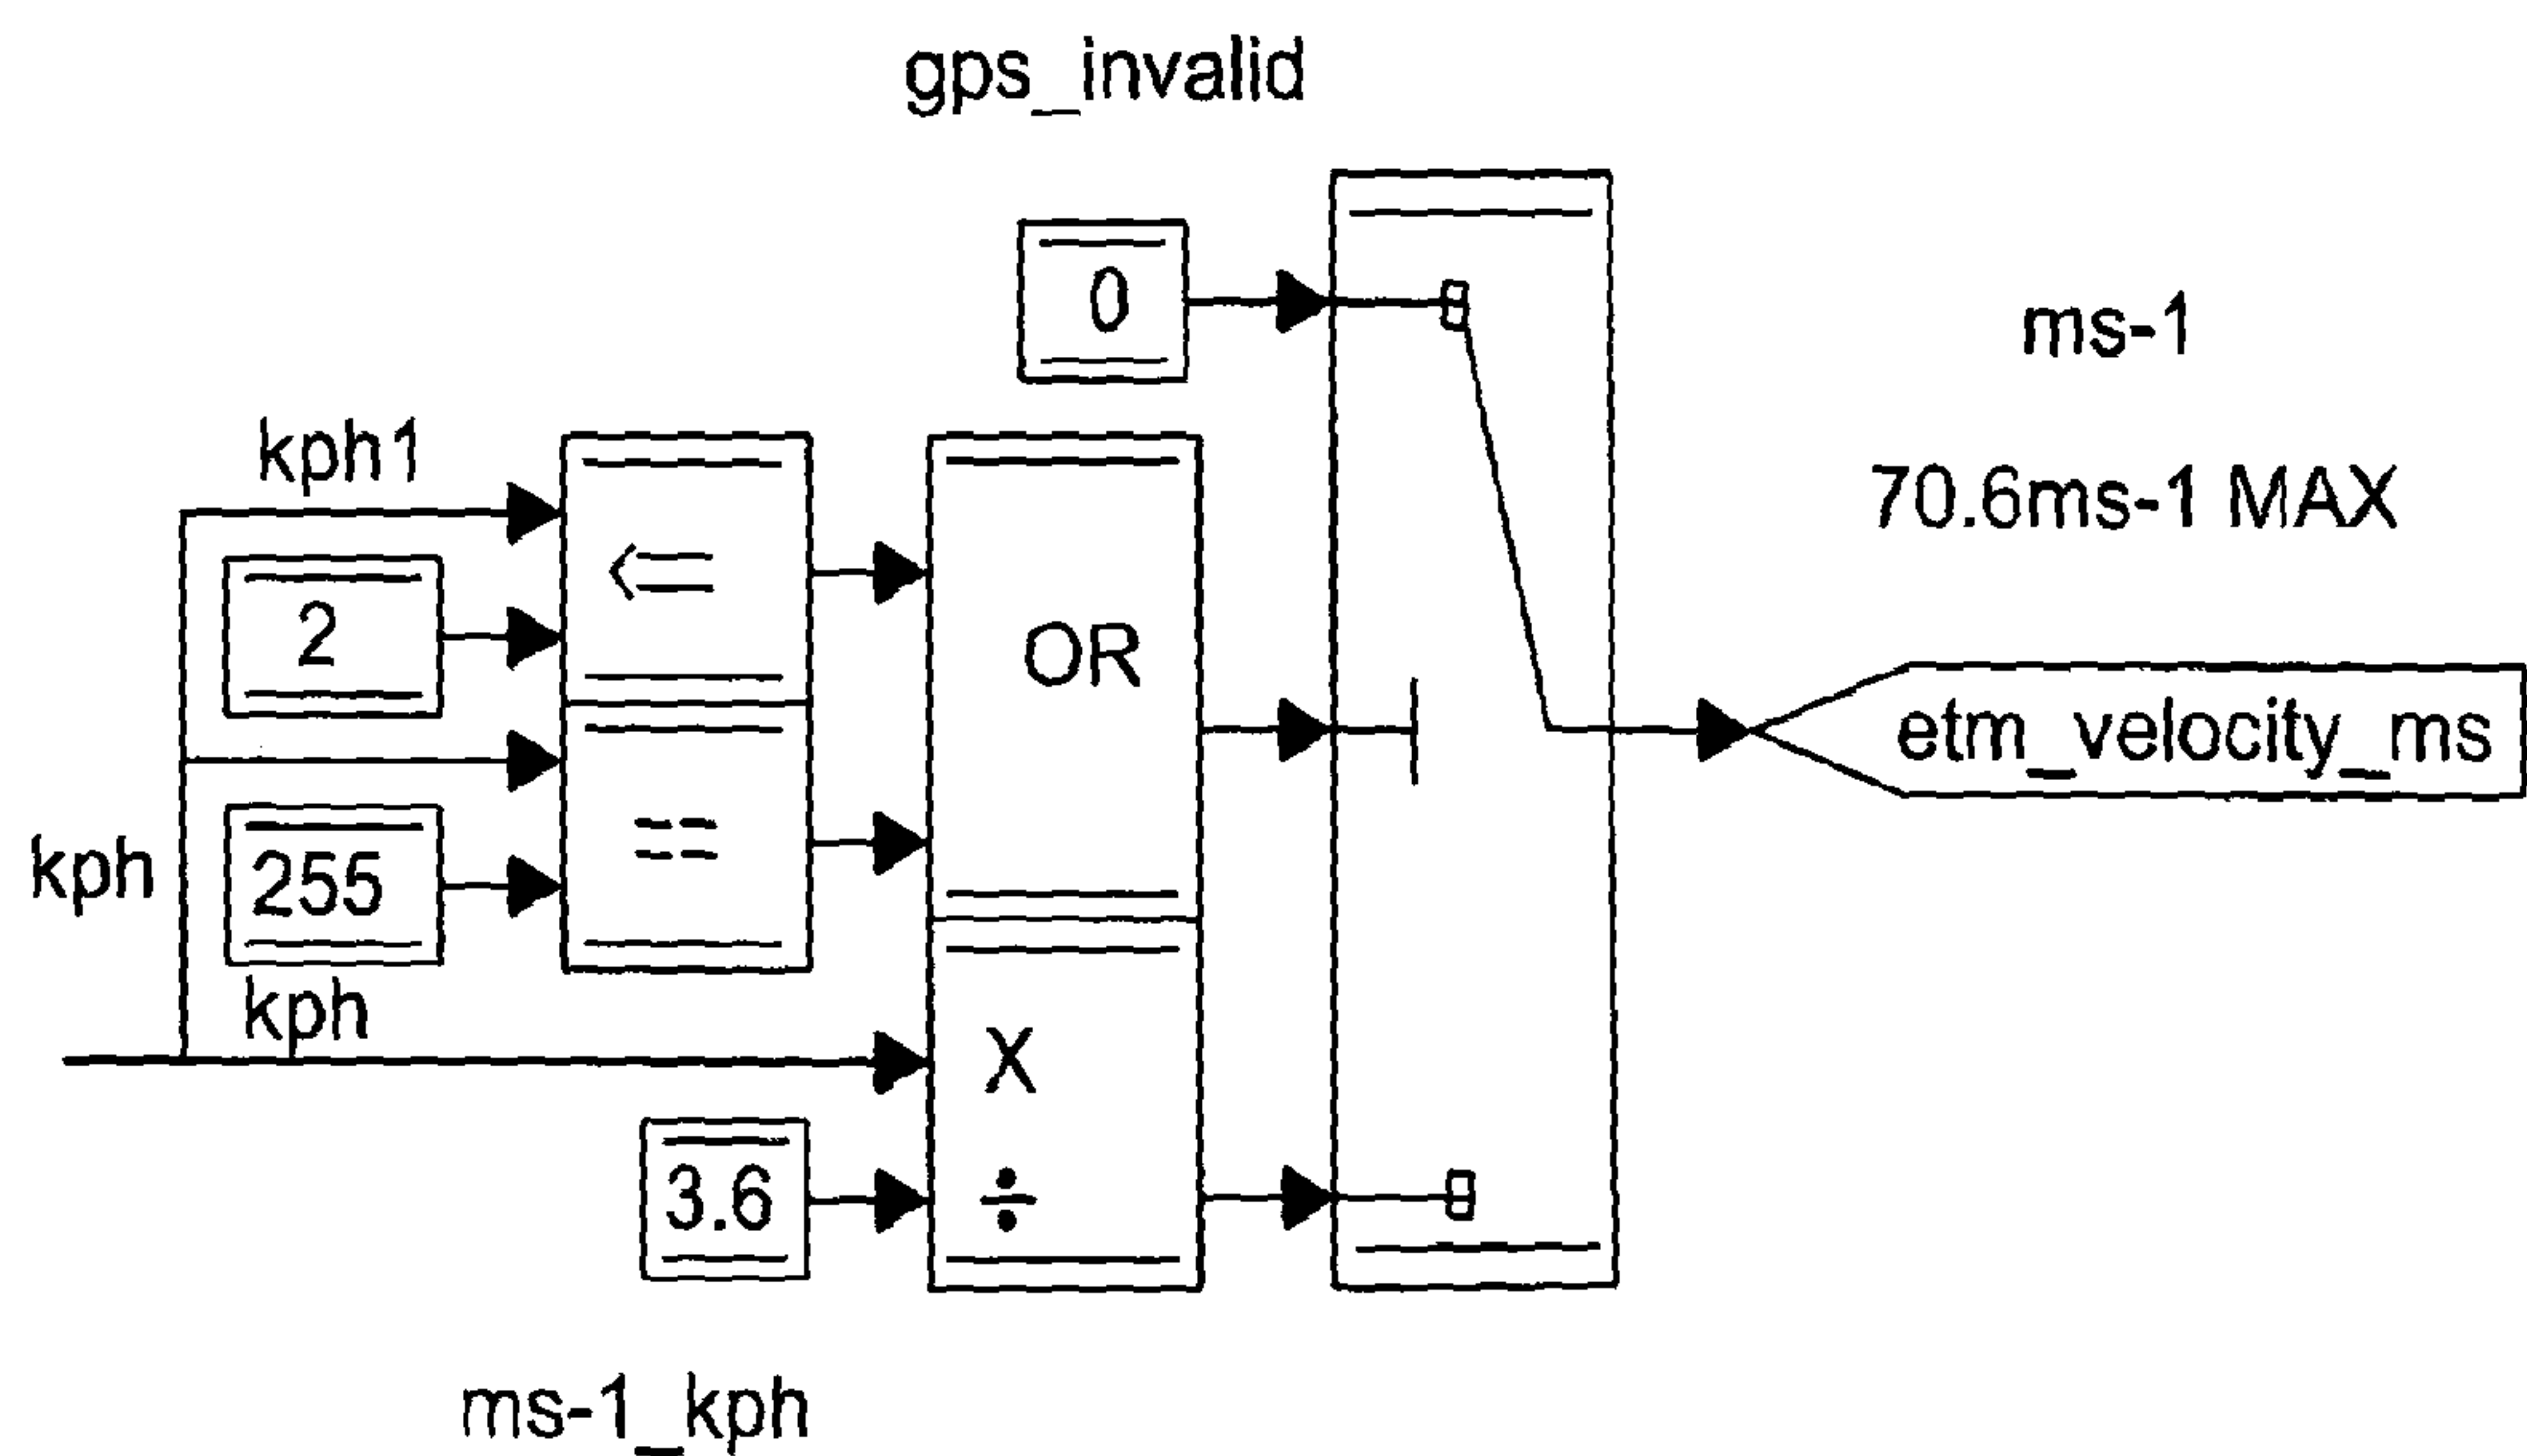 gps_invalid
0
ms-1
70.6ms-1 MAX
kph1
2
<=
OR
etm_velocity_ms
kph
255
==
kph
X
3.6
÷
ms-1_kph